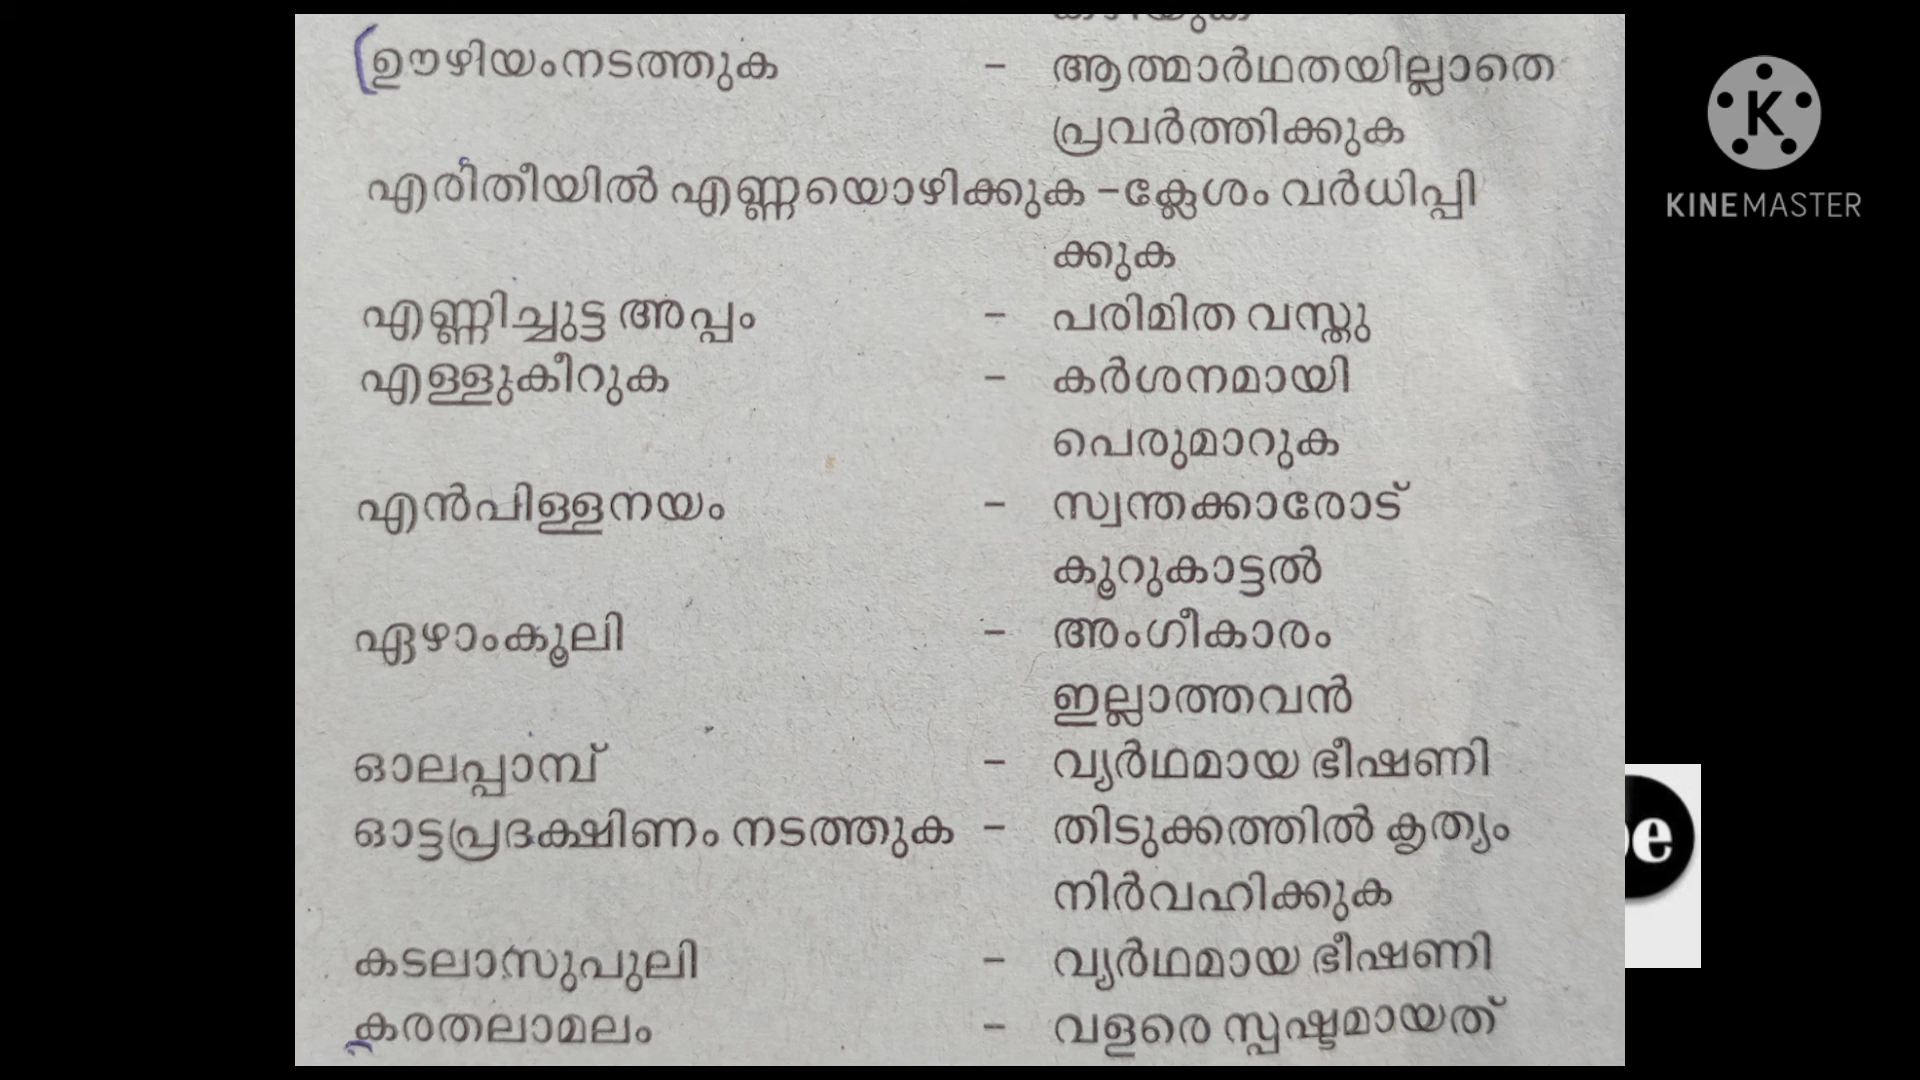 ഊഴിയംനടത്തുക – ആത്മാർഥതയില്ലാതെ
പ്രവർത്തിക്കുക
എരിതീയിൽ എണ്ണയൊഴിക്കുക –ക്ലേശം വർധിപ്പി
ക്കുക
എണ്ണിച്ചുട്ട അപ്പം – പരിമിത വസ്തു
എള്ളുകീറുക – കർശനമായി
പെരുമാറുക
എൻപിള്ളനയം – സ്വന്തക്കാരോട്
കൂറുകാട്ടൽ
ഏഴാംകൂലി – അംഗീകാരം
ഇല്ലാത്തവൻ
ഓലപ്പാമ്പ് – വ്യർഥമായ ഭീഷണി
ഓട്ടപ്രദക്ഷിണം നടത്തുക – തിടുക്കത്തിൽ കൃത്യം
നിർവഹിക്കുക
കടലാസുപുലി – വ്യർഥമായ ഭീഷണി
കരതലാമലം – വളരെ സ്പഷ്ടമായത്
K
KINEMASTER